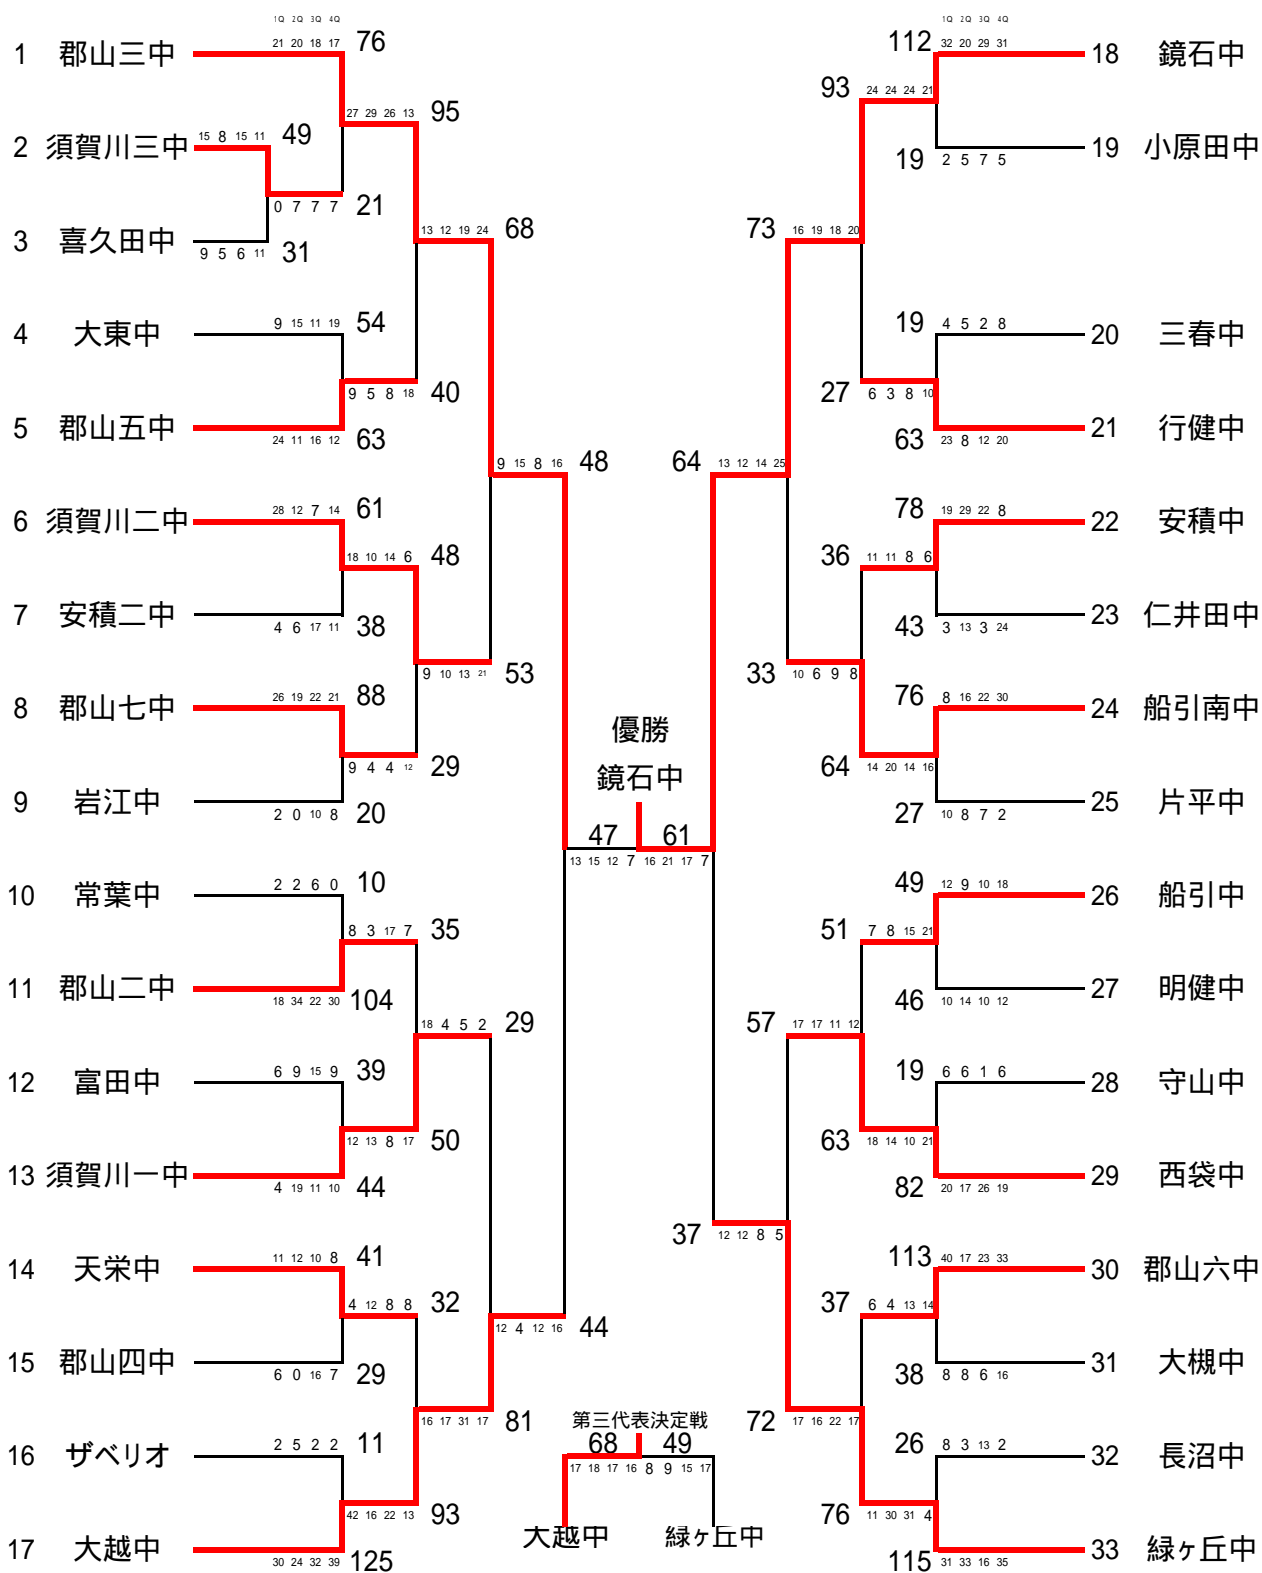 1Q 2Q 3Q 4Q
1Q 2Q 3Q 4Q
1 郡山三中
21 20 18 17 76
27 29 26 13 95
2 須賀川三中
15 8 15 11 49
0 7 7 7 21
3 喜久田中
9 5 6 11 31
13 12 19 24 68
4 大東中
9 15 11 19 54
9 5 8 18 40
5 郡山五中
24 11 16 12 63
9 15 8 16 48
6 須賀川二中
28 12 7 14 61
18 10 14 6 48
7 安積二中
4 6 17 11 38
9 10 13 21 53
8 郡山七中
26 19 22 21 88
9 4 4 12 29
9 岩江中
2 0 10 8 20
10 常葉中
2 2 6 0 10
8 3 17 7 35
11 郡山二中
18 34 22 30 104
18 4 5 2 29
12 富田中
6 9 15 9 39
12 13 8 17 50
13 須賀川一中
4 19 11 10 44
14 天栄中
11 12 10 8 41
4 12 8 8 32
15 郡山四中
6 0 16 7 29
12 4 12 16 44
16 ザベリオ
2 5 2 2 11
16 17 31 17 81
42 16 22 13 93
17 大越中
30 24 32 39 125
優勝
鏡石中
47 61
13 15 12 7 16 21 17 7
第三代表決定戦
68 49
17 18 17 16 8 9 15 17
大越中 緑ヶ丘中
112 32 20 29 31
18 鏡石中
93 24 24 24 21
19 2 5 7 5
19 小原田中
73 16 19 18 20
19 4 5 2 8
20 三春中
27 6 3 8 10
63 23 8 12 20
21 行健中
64 13 12 14 25
78 19 29 22 8
22 安積中
36 11 11 8 6
43 3 13 3 24
23 仁井田中
33 10 6 9 8
76 8 16 22 30
24 船引南中
64 14 20 14 16
27 10 8 7 2
25 片平中
49 12 9 10 18
26 船引中
51 7 8 15 21
46 10 14 10 12
27 明健中
57 17 17 11 12
19 6 6 1 6
28 守山中
63 18 14 10 21
82 20 17 26 19
29 西袋中
37 12 12 8 5
113 40 17 23 33
30 郡山六中
37 6 4 13 14
38 8 8 6 16
31 大槻中
72 17 16 22 17
26 8 3 13 2
32 長沼中
76 11 30 31 4
115 31 33 16 35
33 緑ヶ丘中